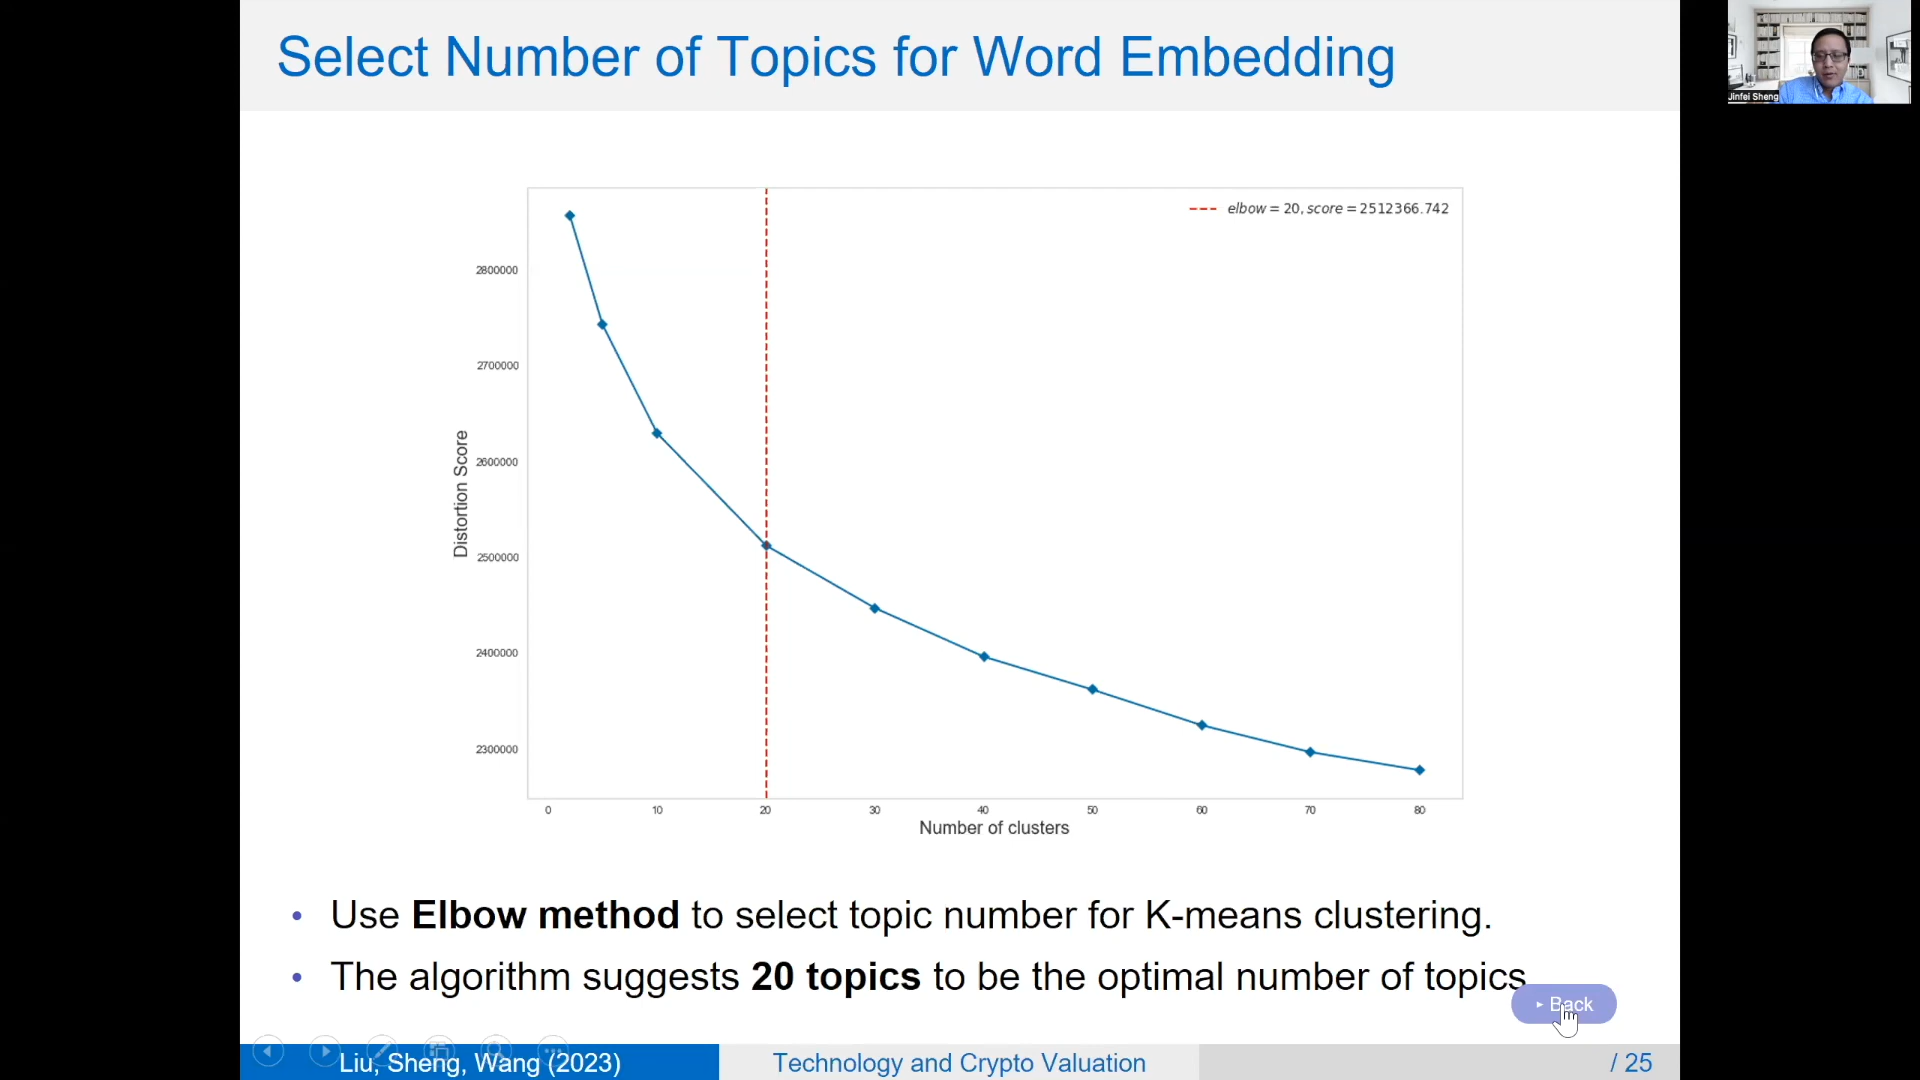 Select Number of Topics for Word Embedding
Jinfei Sheng
elbow = 20, score = 2512366.742
2800000
2700000
2600000
2500000
2400000
2300000
Distortion Score
0 10 20 30 40 50 60 70 80
Number of clusters
• Use Elbow method to select topic number for K-means clustering.
• The algorithm suggests 20 topics to be the optimal number of topics
Back
Liu, Sheng, Wang (2023)
Technology and Crypto Valuation
/ 25